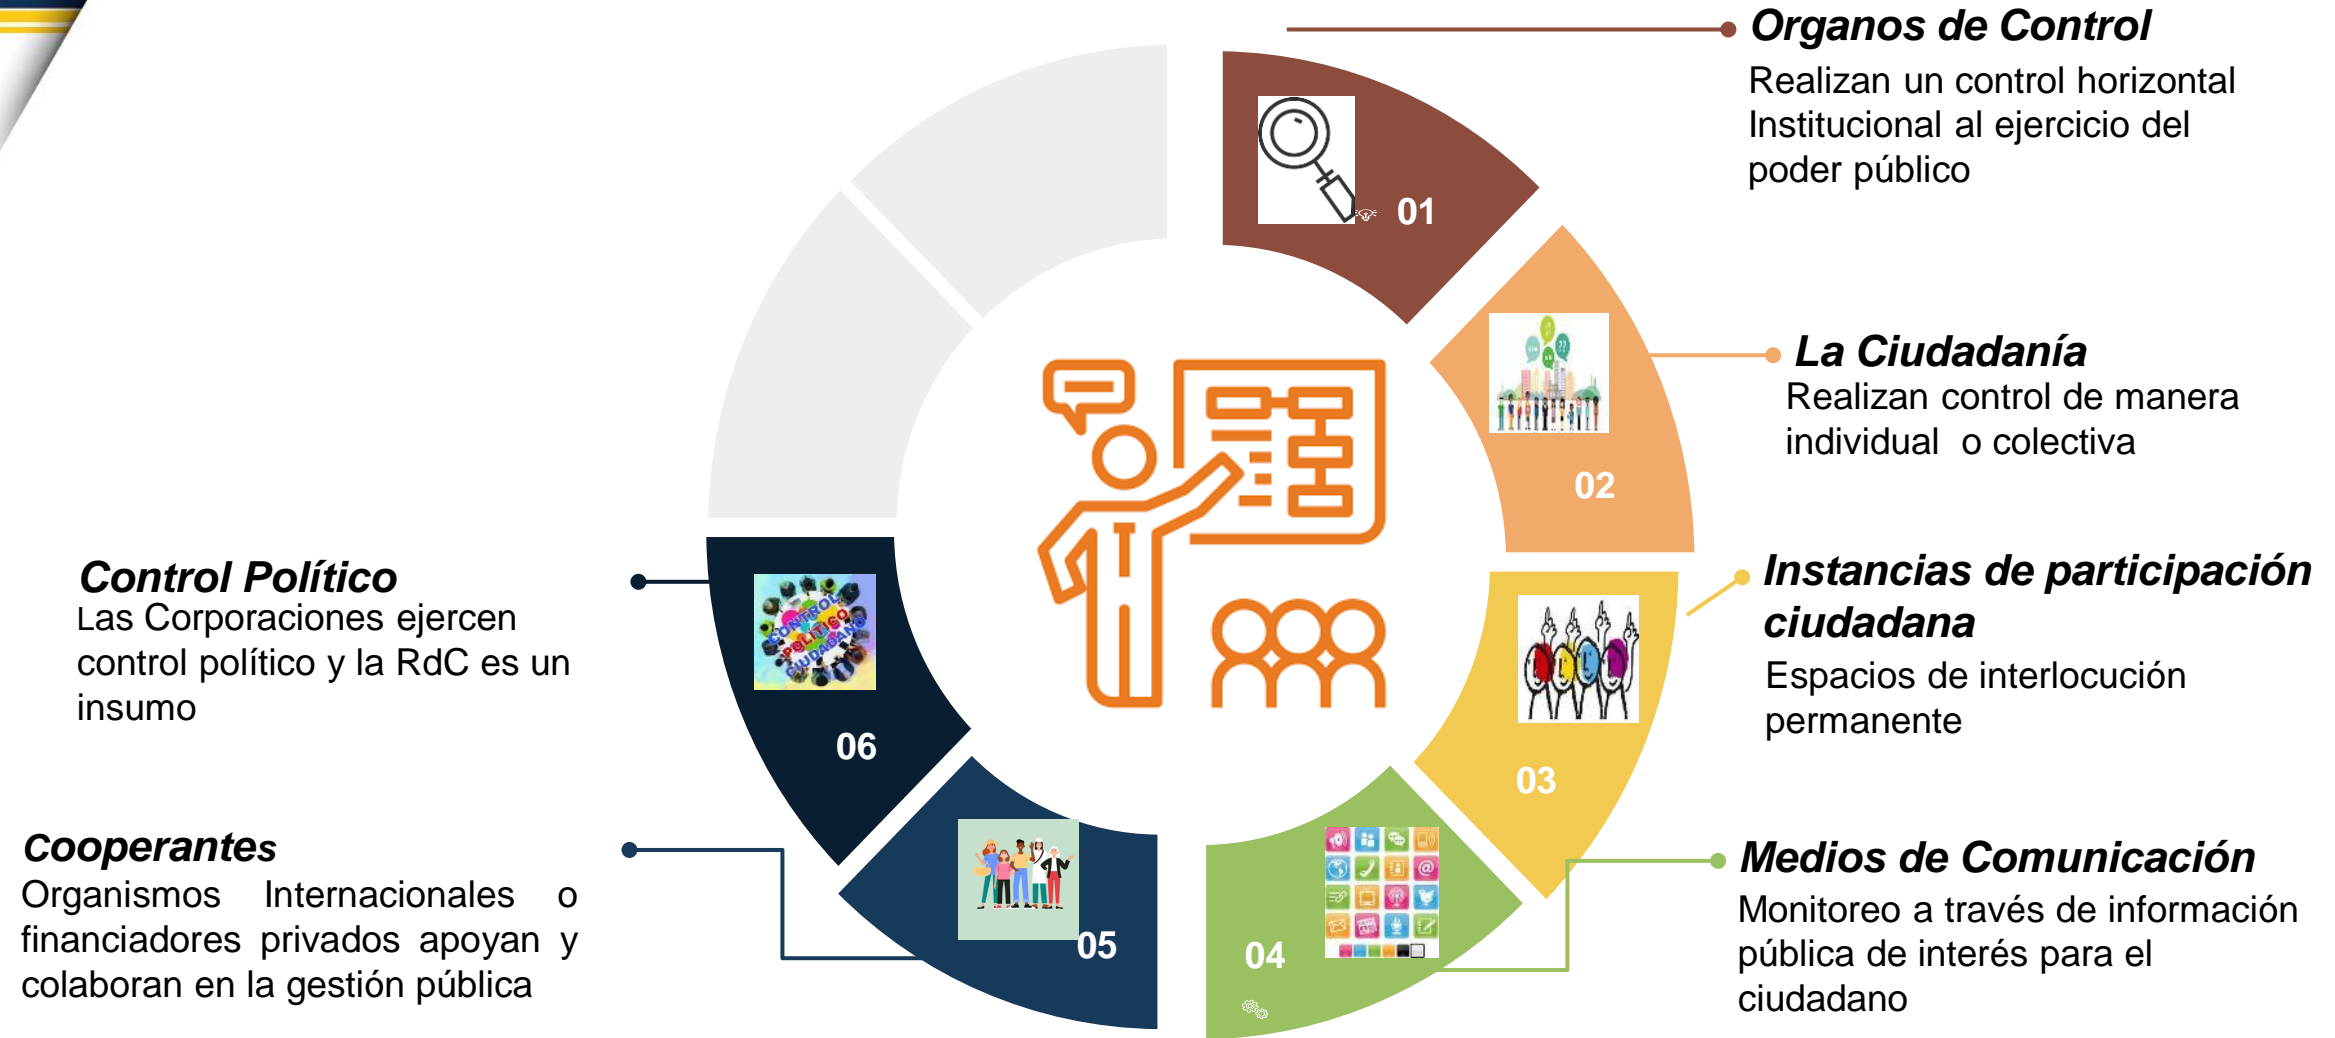 Organos de Control
Realizan un control horizontal
Institucional al ejercicio del
poder público
01
La Ciudadanía
Realizan control de manera
individual  o colectiva
02
Instancias de participación
ciudadana
Espacios de interlocución
permanente
03
Medios de Comunicación
Monitoreo a través de información
pública de interés para el
ciudadano
04
Cooperantes
Organismos Internacionales o
financiadores privados apoyan y
colaboran en la gestión pública
05
Control Político
Las Corporaciones ejercen
control político y la RdC es un
insumo
06
CONTROL
POLITICO
CIUDADANO
??
@